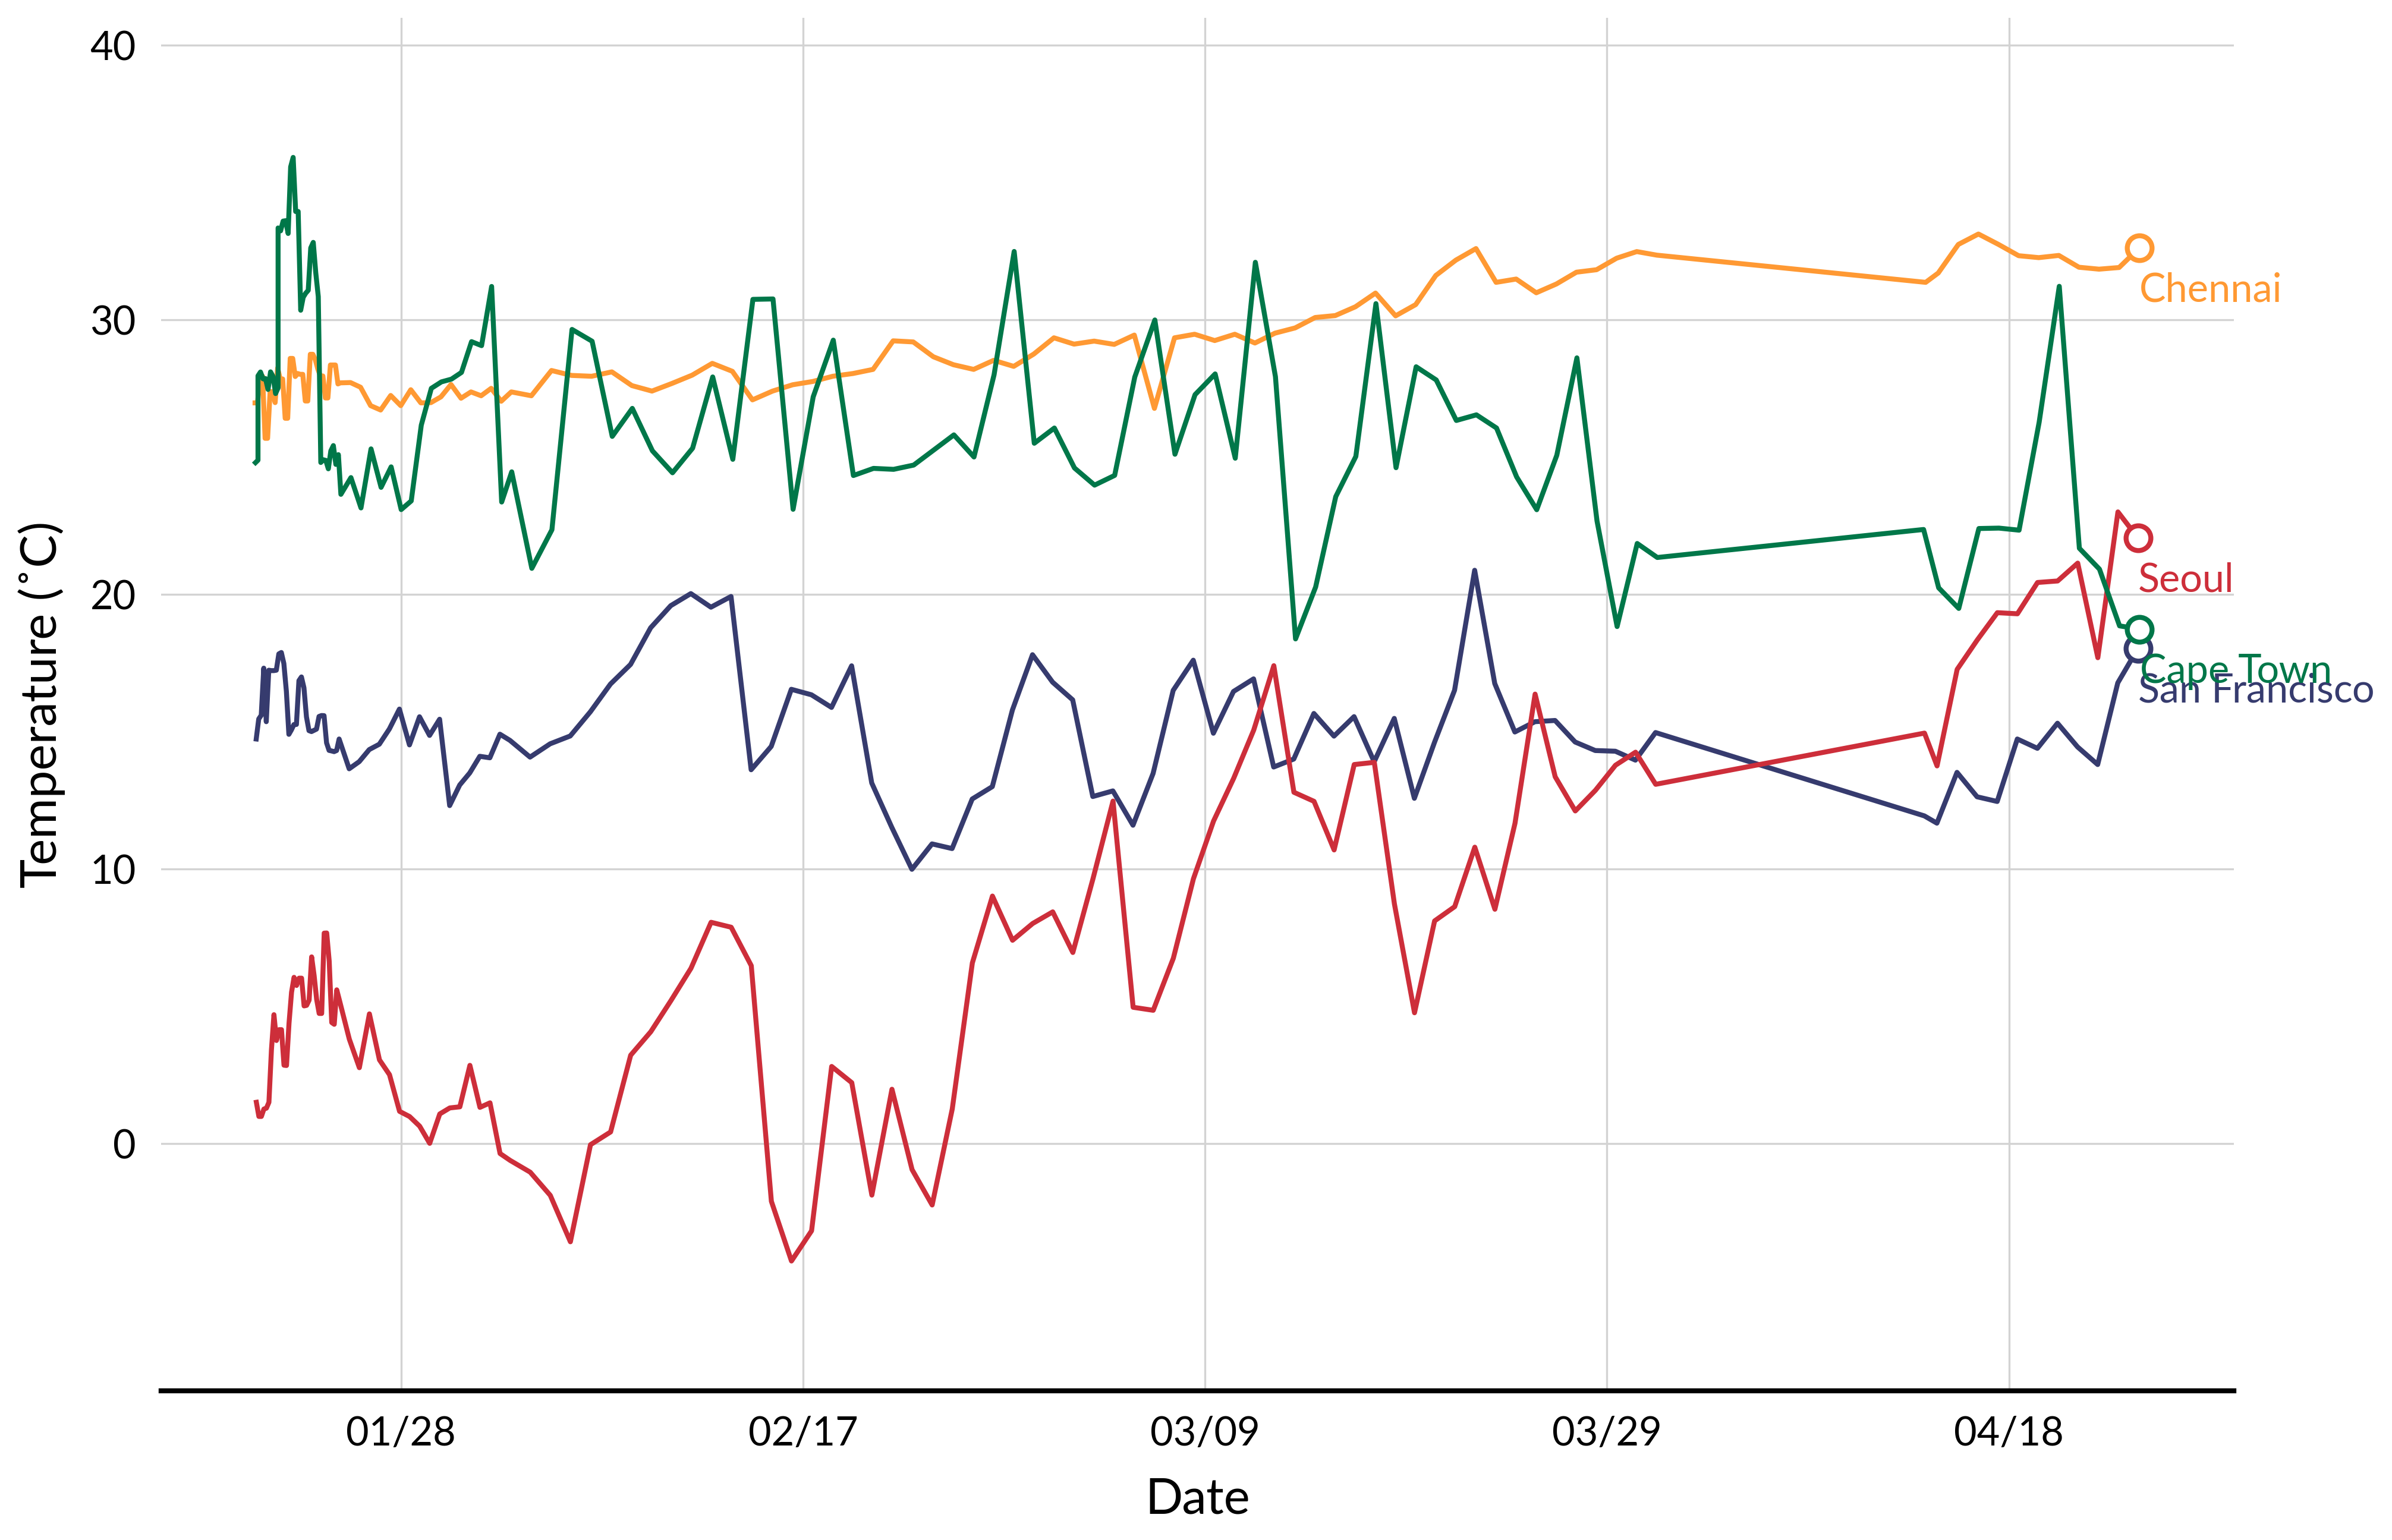 40
30
20
10
0
Temperature (°C)
Chennai
Seoul
Cape Town
San Francisco
01/28
02/17
03/09
03/29
04/18
Date